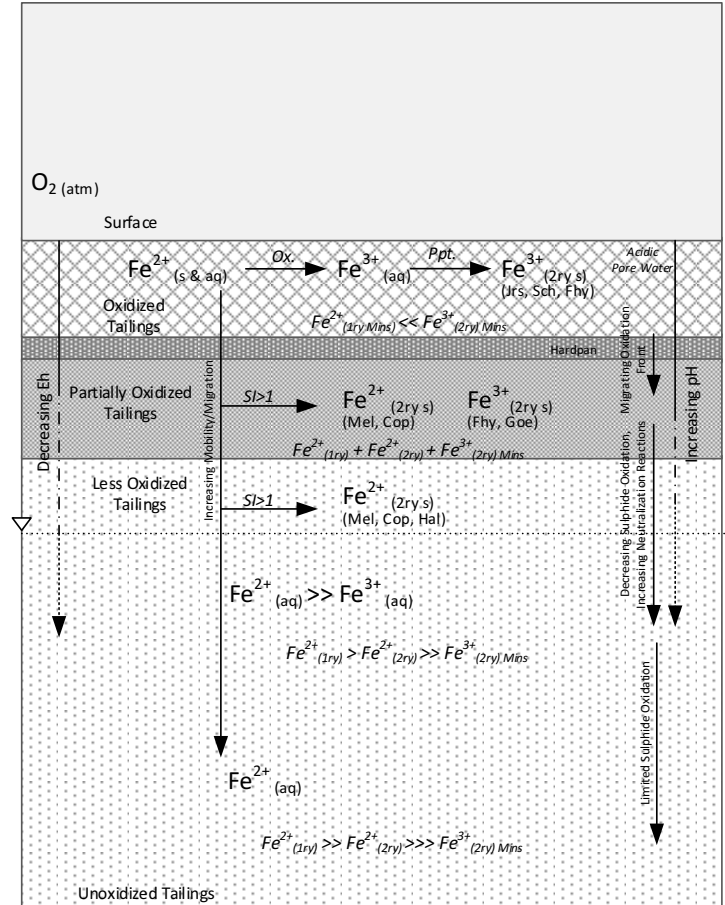 O2 (atm)
Surface
Fe2+ (s & aq)
Ox.
Fe3+ (aq)
Ppt.
Fe3+ (2ry s)
(Jrs, Sch, Fhy)
Acidic
Pore Water
Oxidized
Tailings
Fe2+ (1ry Mins) << Fe3+ (2ry) Mins
Hardpan
Migrating Oxidation
Front
Partially Oxidized
Tailings
SI>1
Fe2+ (2ry s)
(Mel, Cop)
Fe3+ (2ry s)
(Fhy, Goe)
Fe2+ (1ry) + Fe2+ (2ry) + Fe3+ (2ry) Mins
Decreasing Eh
Increasing Mobility/Migration
Increasing pH
Less Oxidized
Tailings
SI>1
Fe2+ (2ry s)
(Mel, Cop, Hal)
Decreasing Sulphide Oxidation,
Increasing Neutralization Reactions
Fe2+ (aq) >> Fe3+ (aq)
Fe2+ (1ry) > Fe2+ (2ry) >> Fe3+ (2ry) Mins
Limited Sulphide Oxidation
Fe2+ (aq)
Fe2+ (1ry) >> Fe2+ (2ry) >>> Fe3+ (2ry) Mins
Unoxidized Tailings